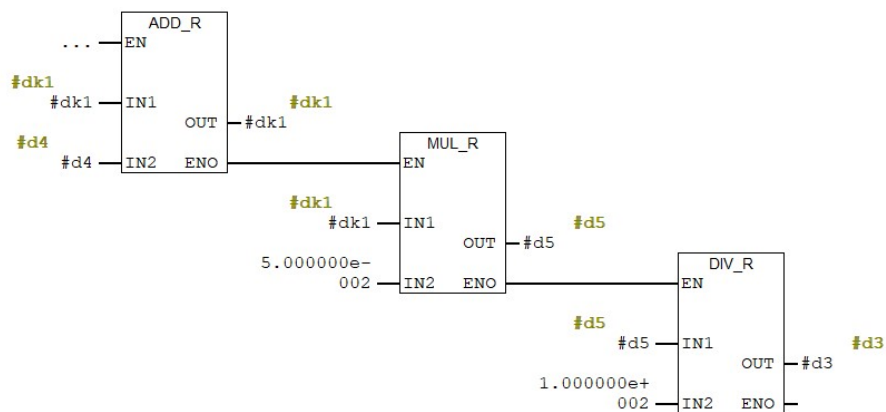 ADD_R
... EN
#dk1
#dk1 IN1
#dk1
OUT #dk1
#d4
#d4 IN2 ENO
MUL_R
EN
#dk1
#dk1 IN1
#d5
OUT #d5
5.000000e-
002 IN2 ENO
DIV_R
EN
#d5
#d5 IN1
#d3
OUT #d3
1.000000e+
002 IN2 ENO